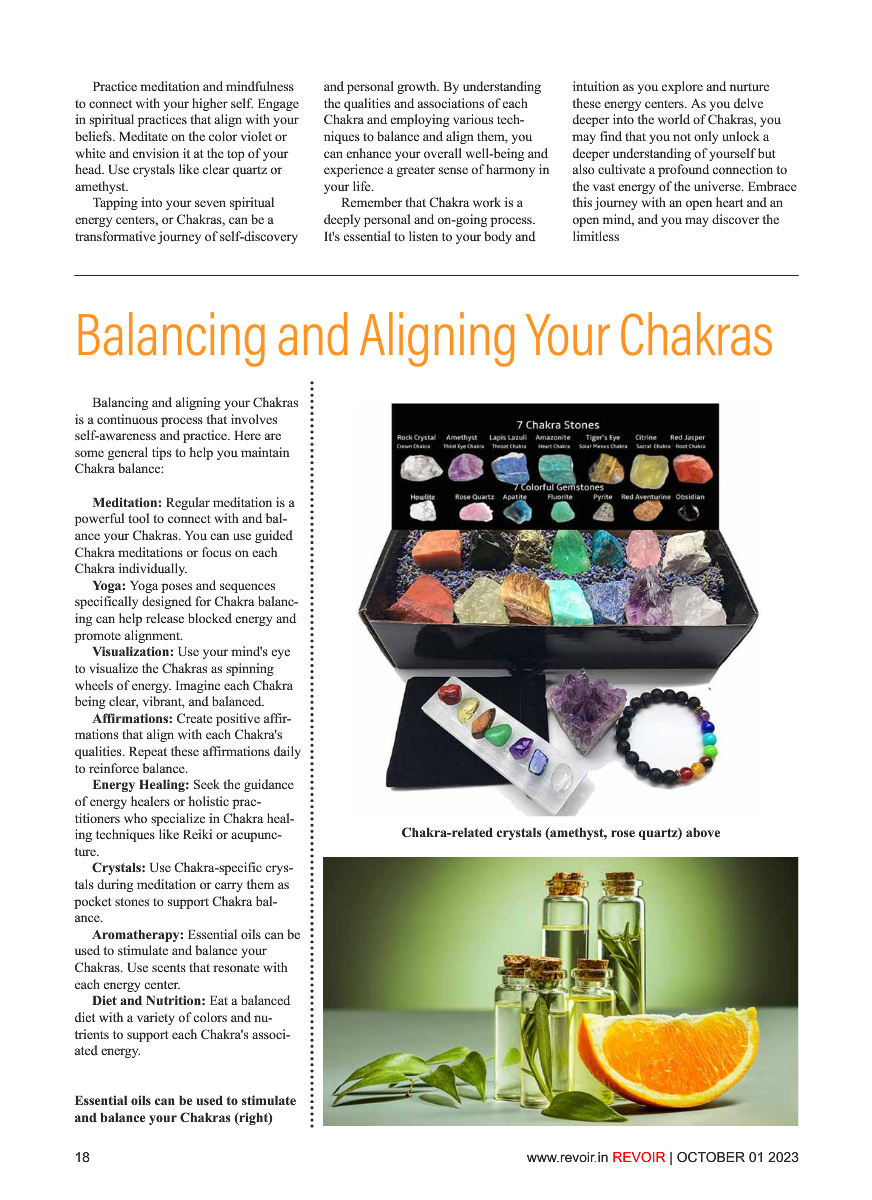 Practice meditation and mindfulness
to connect with your higher self. Engage
in spiritual practices that align with your
beliefs. Meditate on the color violet or
white and envision it at the top of your
head. Use crystals like clear quartz or
amethyst.
Tapping into your seven spiritual
energy centers, or Chakras, can be a
transformative journey of self-discovery
and personal growth. By understanding
the qualities and associations of each
Chakra and employing various tech-
niques to balance and align them, you
can enhance your overall well-being and
experience a greater sense of harmony in
your life.
Remember that Chakra work is a
deeply personal and on-going process.
It's essential to listen to your body and
intuition as you explore and nurture
these energy centers. As you delve
deeper into the world of Chakras, you
may find that you not only unlock a
deeper understanding of yourself but
also cultivate a profound connection to
the vast energy of the universe. Embrace
this journey with an open heart and an
open mind, and you may discover the
limitless
Balancing and Aligning Your Chakras
Balancing and aligning your Chakras
is a continuous process that involves
self-awareness and practice. Here are
some general tips to help you maintain
Chakra balance:
Meditation: Regular meditation is a
powerful tool to connect with and bal-
ance your Chakras. You can use guided
Chakra meditations or focus on each
Chakra individually.
Yoga: Yoga poses and sequences
specifically designed for Chakra balanc-
ing can help release blocked energy and
promote alignment.
Visualization: Use your mind's eye
to visualize the Chakras as spinning
wheels of energy. Imagine each Chakra
being clear, vibrant, and balanced.
Affirmations: Create positive affir-
mations that align with each Chakra's
qualities. Repeat these affirmations daily
to reinforce balance.
Energy Healing: Seek the guidance
of energy healers or holistic prac-
titioners who specialize in Chakra heal-
ing techniques like Reiki or acupunc-
ture.
Crystals: Use Chakra-specific crys-
tals during meditation or carry them as
pocket stones to support Chakra bal-
ance.
Aromatherapy: Essential oils can be
used to stimulate and balance your
Chakras. Use scents that resonate with
each energy center.
Diet and Nutrition: Eat a balanced
diet with a variety of colors and nu-
trients to support each Chakra's associ-
ated energy.
Essential oils can be used to stimulate
and balance your Chakras (right)
7 Chakra Stones
Rock Crystal Amethyst Lapis Lazuli Amazonite Tiger's Eye Citrine Red Jasper
Crown Chakra Third Eye Chakra Throat Chakra Heart Chakra Solar Plexus Chakra Sacral Chakra Root Chakra
7 Colorful Gemstones
Howlite Rose Quartz Apatite Fluorite Pyrite Red Aventurine Obsidian
Chakra-related crystals (amethyst, rose quartz) above
18
www.revoir.in REVOIR | OCTOBER 01 2023